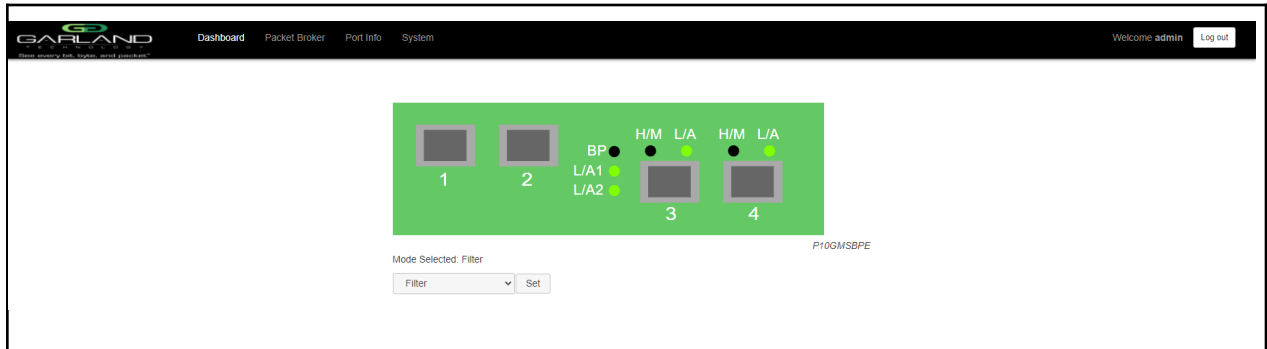 GARLAND
TECHNOLOGY
See every bit, byte, and packet®
Dashboard Packet Broker Port Info System Welcome admin Log out
H/M L/A H/M L/A
BP
L/A1
L/A2
1 2 3 4
P10GMSBPE
Mode Selected: Filter
Filter Set